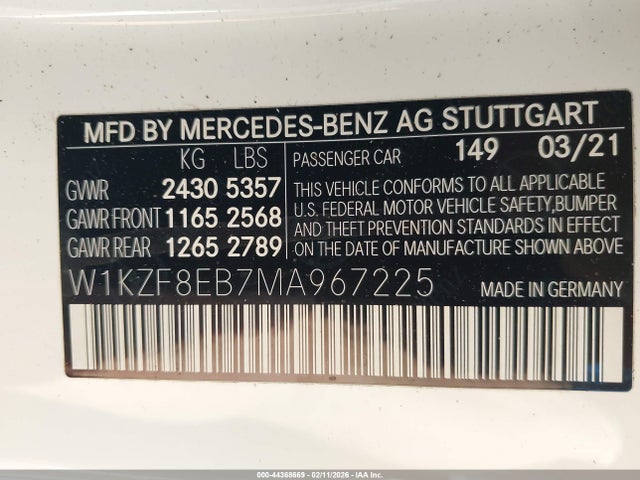 MFD BY MERCEDES-BENZ AG STUTTGART
KG LBS
PASSENGER CAR 149 03/21
GVWR 2430 5357
GAWR FRONT 1165 2568
GAWR REAR 1265 2789
THIS VEHICLE CONFORMS TO ALL APPLICABLE
U.S. FEDERAL MOTOR VEHICLE SAFETY,BUMPER
AND THEFT PREVENTION STANDARDS IN EFFECT
ON THE DATE OF MANUFACTURE SHOWN ABOVE
W1KZF8EB7MA967225 MADE IN GERMANY
000-44368669 - 02/11/2026 - IAA Inc.